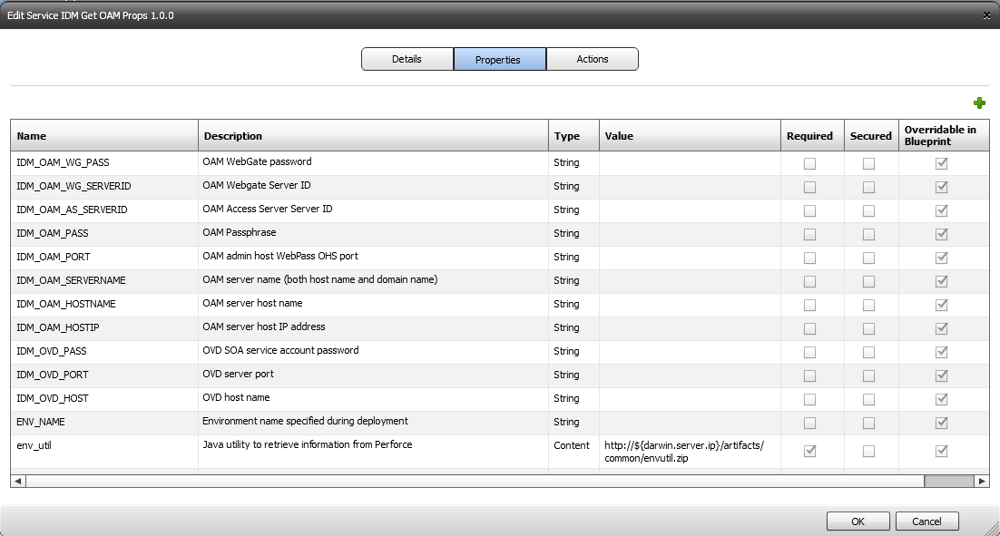 Edit Service IDM Get OAM Props 1.0.0
Details Properties Actions
Name Description Type Value Required Secured Overridable in Blueprint
IDM_OAM_WG_PASS OAM WebGate password String
IDM_OAM_WG_SERVERID OAM Webgate Server ID String
IDM_OAM_AS_SERVERID OAM Access Server Server ID String
IDM_OAM_PASS OAM Passphrase String
IDM_OAM_PORT OAM admin host WebPass OHS port String
IDM_OAM_SERVERNAME OAM server name (both host name and domain name) String
IDM_OAM_HOSTNAME OAM server host name String
IDM_OAM_HOSTIP OAM server host IP address String
IDM_OVD_PASS OVD SOA service account password String
IDM_OVD_PORT OVD server port String
IDM_OVD_HOST OVD host name String
ENV_NAME Environment name specified during deployment String
env_util Java utility to retrieve information from Perforce Content http://${darwin.server.ip}/artifacts/
common/envutil.zip
OK Cancel